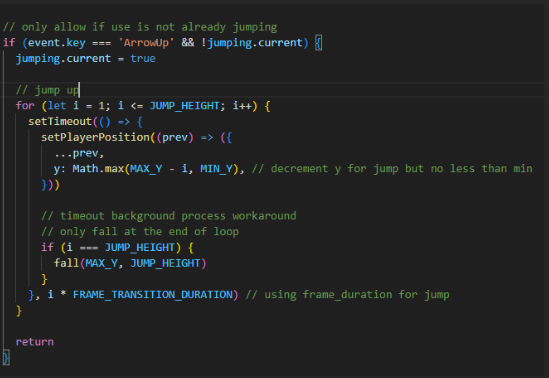 // only allow if use is not already jumping
if (event.key === 'ArrowUp' && !jumping.current) {
jumping.current = true
// jump up
for (let i = 1; i <= JUMP_HEIGHT; i++) {
setTimeout(() => {
setPlayerPosition((prev) => ({
...prev,
y: Math.max(MAX_Y - i, MIN_Y), // decrement y for jump but no less than min
}))
// timeout background process workaround
// only fall at the end of loop
if (i === JUMP_HEIGHT) {
fall(MAX_Y, JUMP_HEIGHT)
}
}, i * FRAME_TRANSITION_DURATION) // using frame_duration for jump
}
return
}